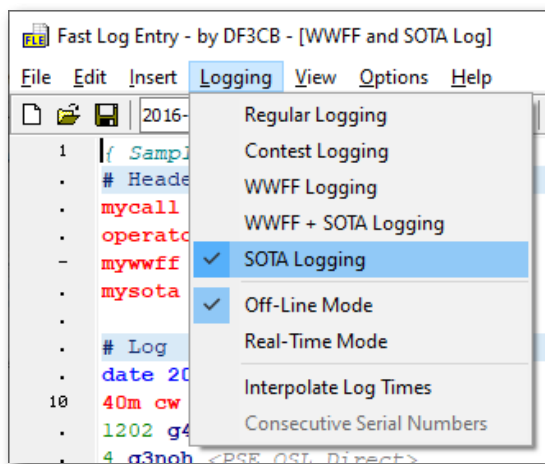 FLE Fast Log Entry - by DF3CB - [WWFF and SOTA Log]
File Edit Insert Logging View Options Help
2016-
Regular Logging
Contest Logging
WWFF Logging
WWFF + SOTA Logging
SOTA Logging
Off-Line Mode
Real-Time Mode
Interpolate Log Times
Consecutive Serial Numbers
1 { Sampl
# Heade
mycall
operato
mywwff
mysota
# Log
date 20
10 40m cw
1202 g4
4 g3noh <PSE QSL Direct>